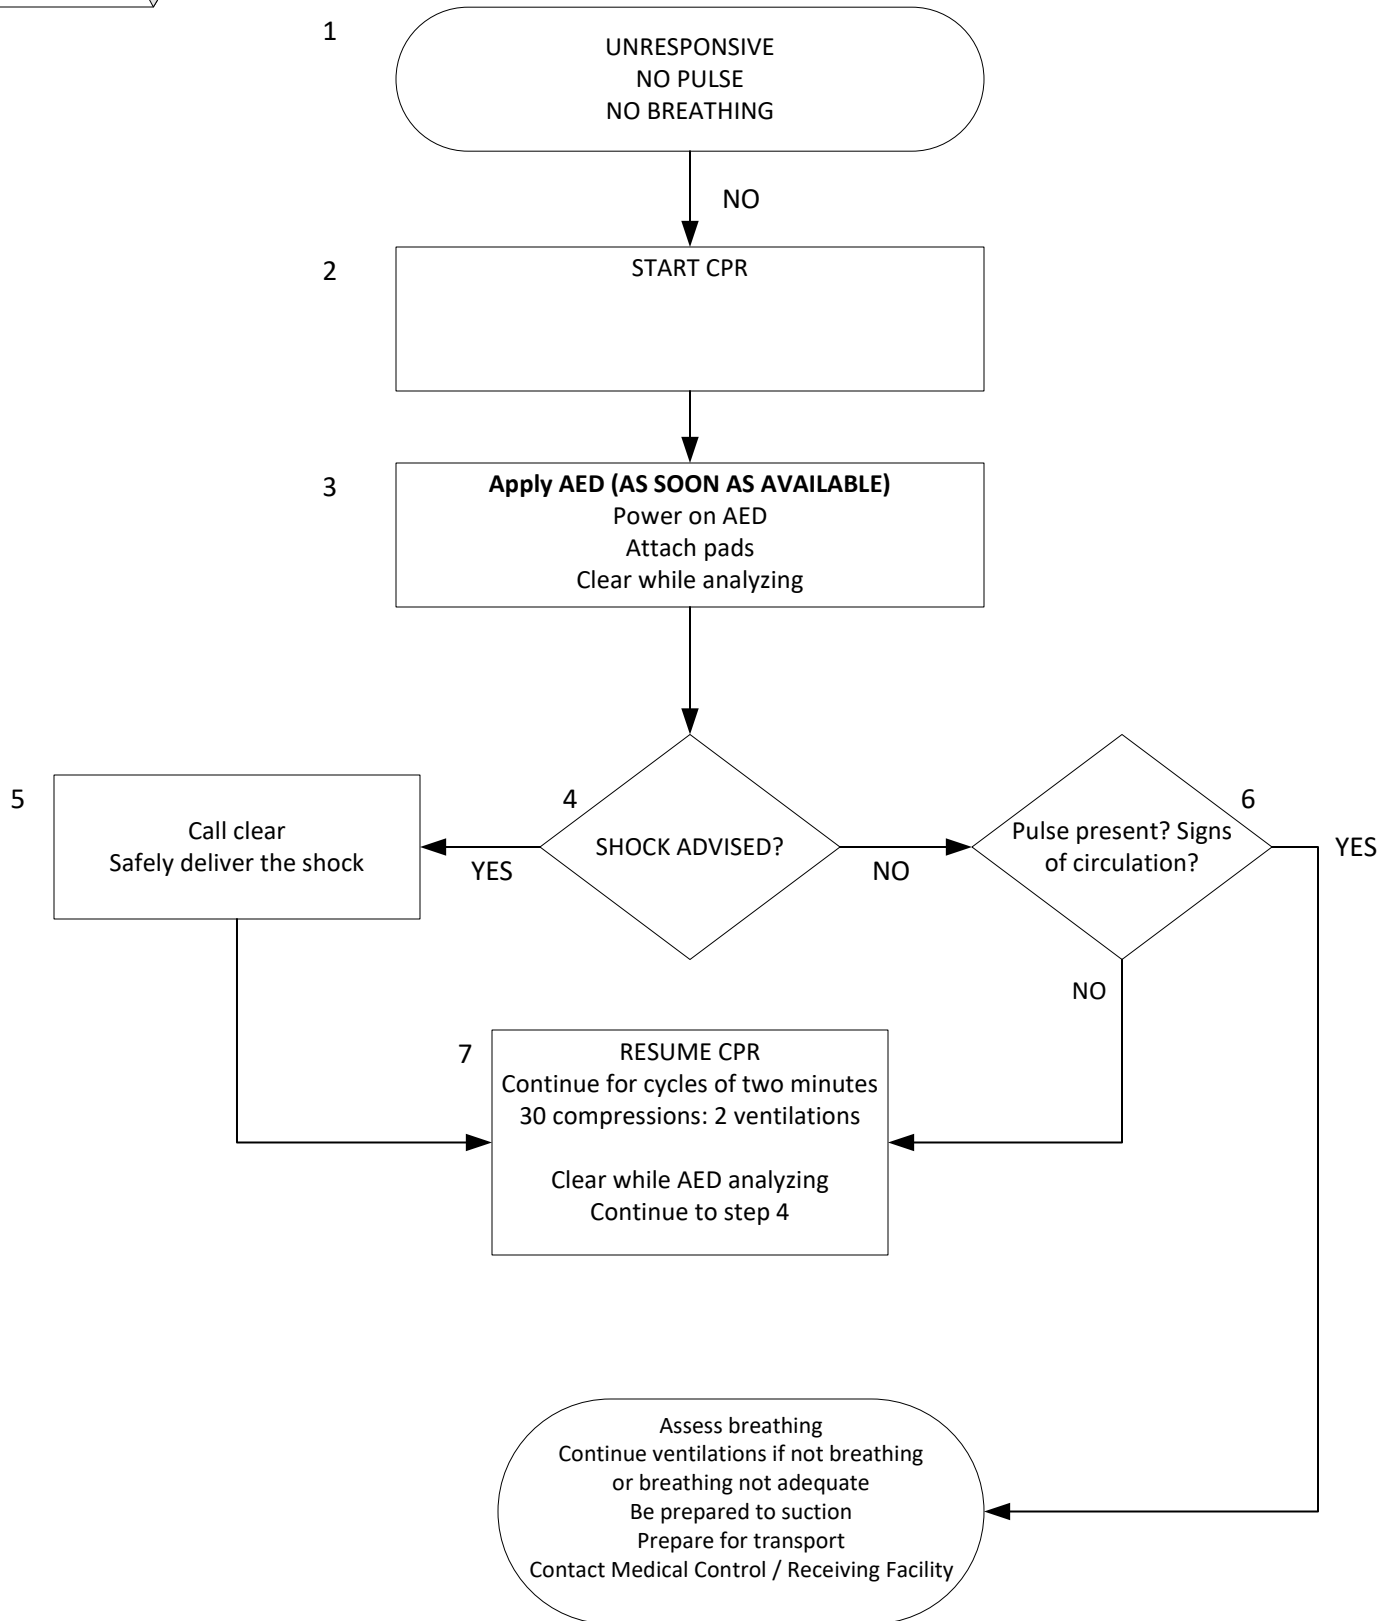 1
UNRESPONSIVE
NO PULSE
NO BREATHING
NO
2
START CPR
3
Apply AED (AS SOON AS AVAILABLE)
Power on AED
Attach pads
Clear while analyzing
4
SHOCK ADVISED?
YES
NO
5
Call clear
Safely deliver the shock
6
Pulse present? Signs
of circulation?
YES
NO
7
RESUME CPR
Continue for cycles of two minutes
30 compressions: 2 ventilations
Clear while AED analyzing
Continue to step 4
Assess breathing
Continue ventilations if not breathing
or breathing not adequate
Be prepared to suction
Prepare for transport
Contact Medical Control / Receiving Facility